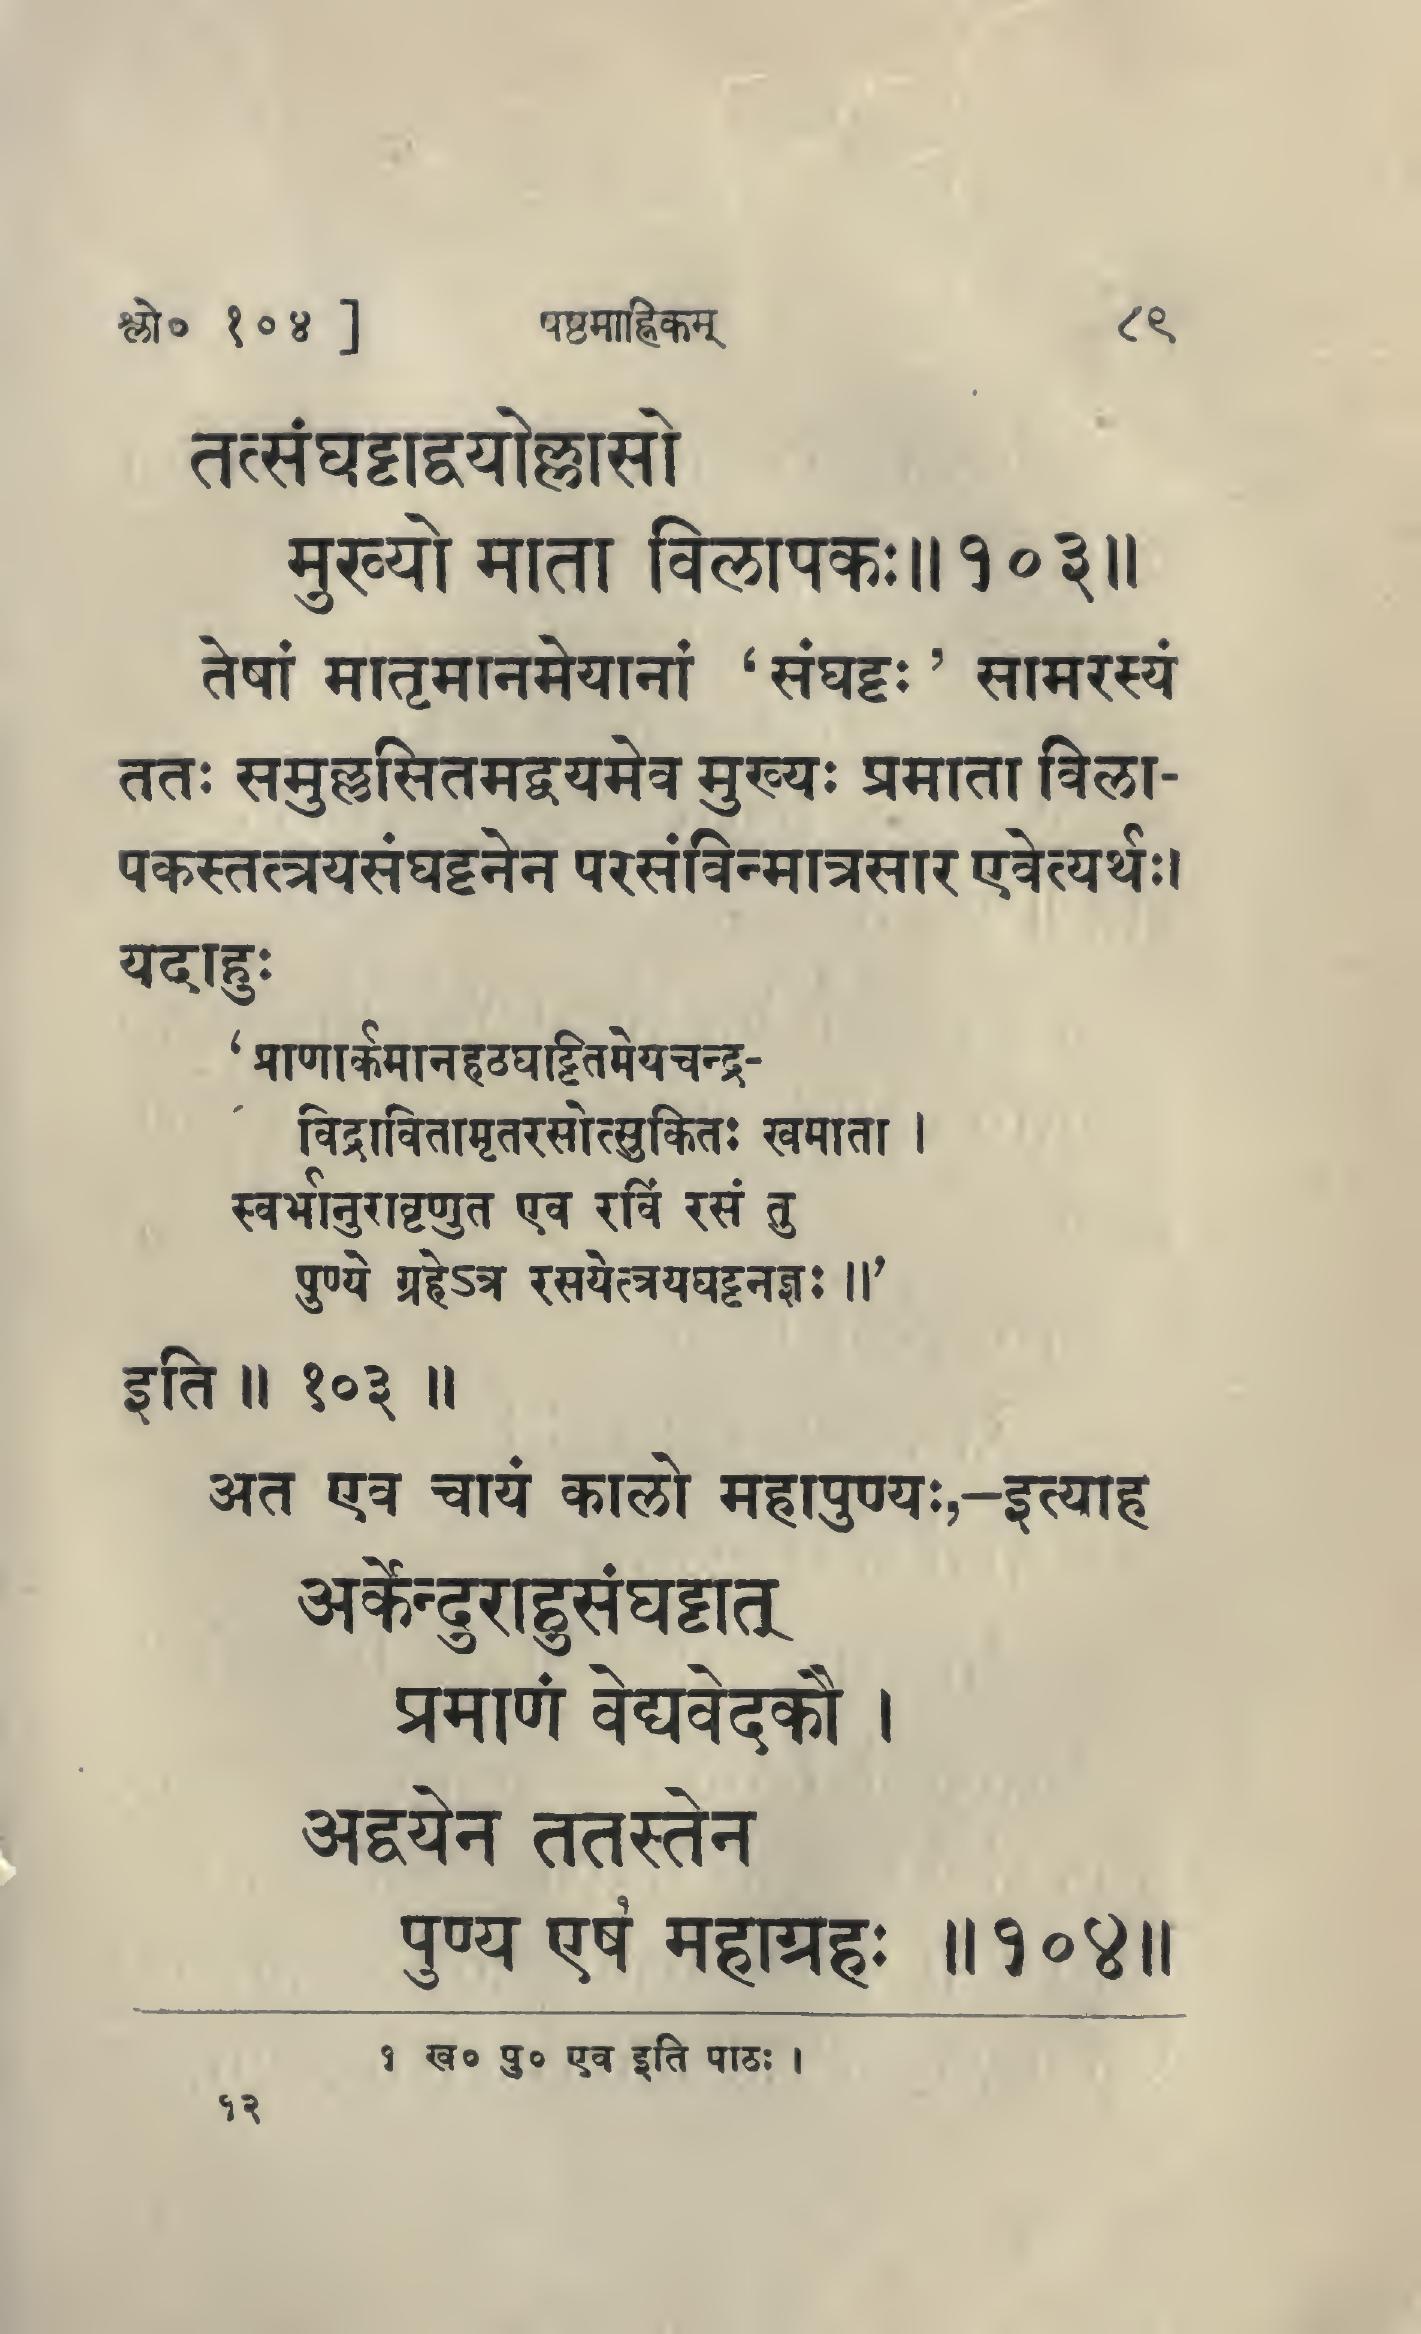 श्लो० १०४ ] षष्ठमाह्निकम् ८९
तत्संघट्टाद्वयोल्लासो
मुख्यो माता विलापकः॥१०३॥
तेषां मातृमानमेयानां ‘संघट्टः’ सामरस्यं
ततः समुल्लसितमद्वयमेव मुख्यः प्रमाता विला-
पकस्तत्त्रयसंघट्टनेन परसंविन्मात्रसार एवेत्यर्थः।
यदाहुः
‘प्राणार्कमानहठघट्टितमेयचन्द्र-
विद्रावितामृतरसोत्सुकितः खमाता ।
स्वर्भानुरावृणुत एव रविं रसं तु
पुण्ये ग्रहेऽत्र रसयेत्त्रयघट्टनज्ञः ॥’
इति ॥ १०३ ॥
अत एव चायं कालो महापुण्यः,—इत्याह
अर्केन्दुराहुसंघट्टात्
प्रमाणं वेद्यवेदकौ ।
अद्वयेन ततस्तेन
पुण्य एष१ महाग्रहः ॥१०४॥
१ ख० पु० एव इति पाठः ।
१२